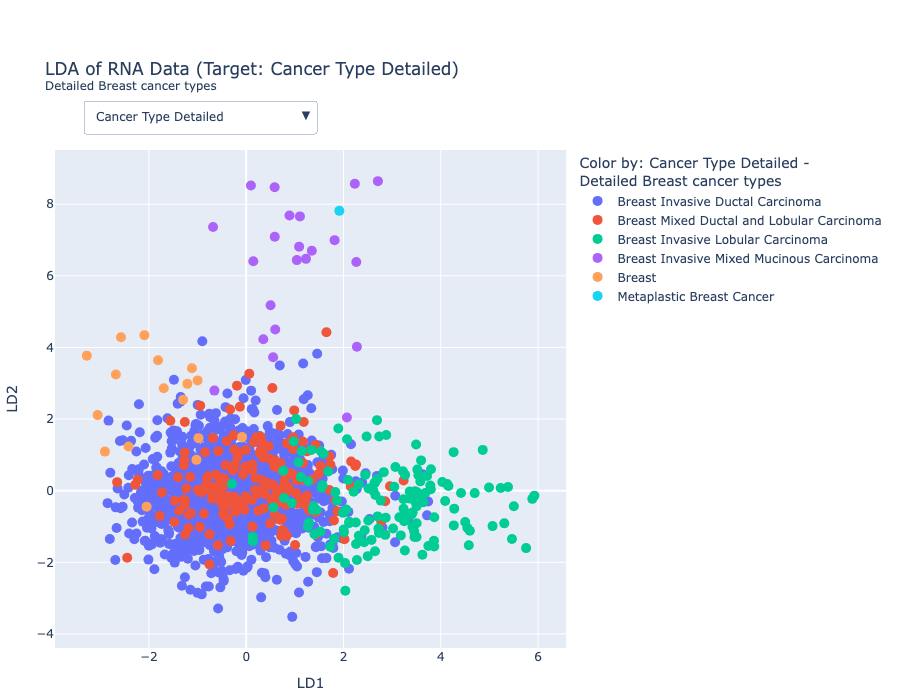 LDA of RNA Data (Target: Cancer Type Detailed)
Detailed Breast cancer types
Cancer Type Detailed ▼
Color by: Cancer Type Detailed -
Detailed Breast cancer types
Breast Invasive Ductal Carcinoma
Breast Mixed Ductal and Lobular Carcinoma
Breast Invasive Lobular Carcinoma
Breast Invasive Mixed Mucinous Carcinoma
Breast
Metaplastic Breast Cancer
LD2
8
6
4
2
0
−2
−4
−2 0 2 4 6
LD1